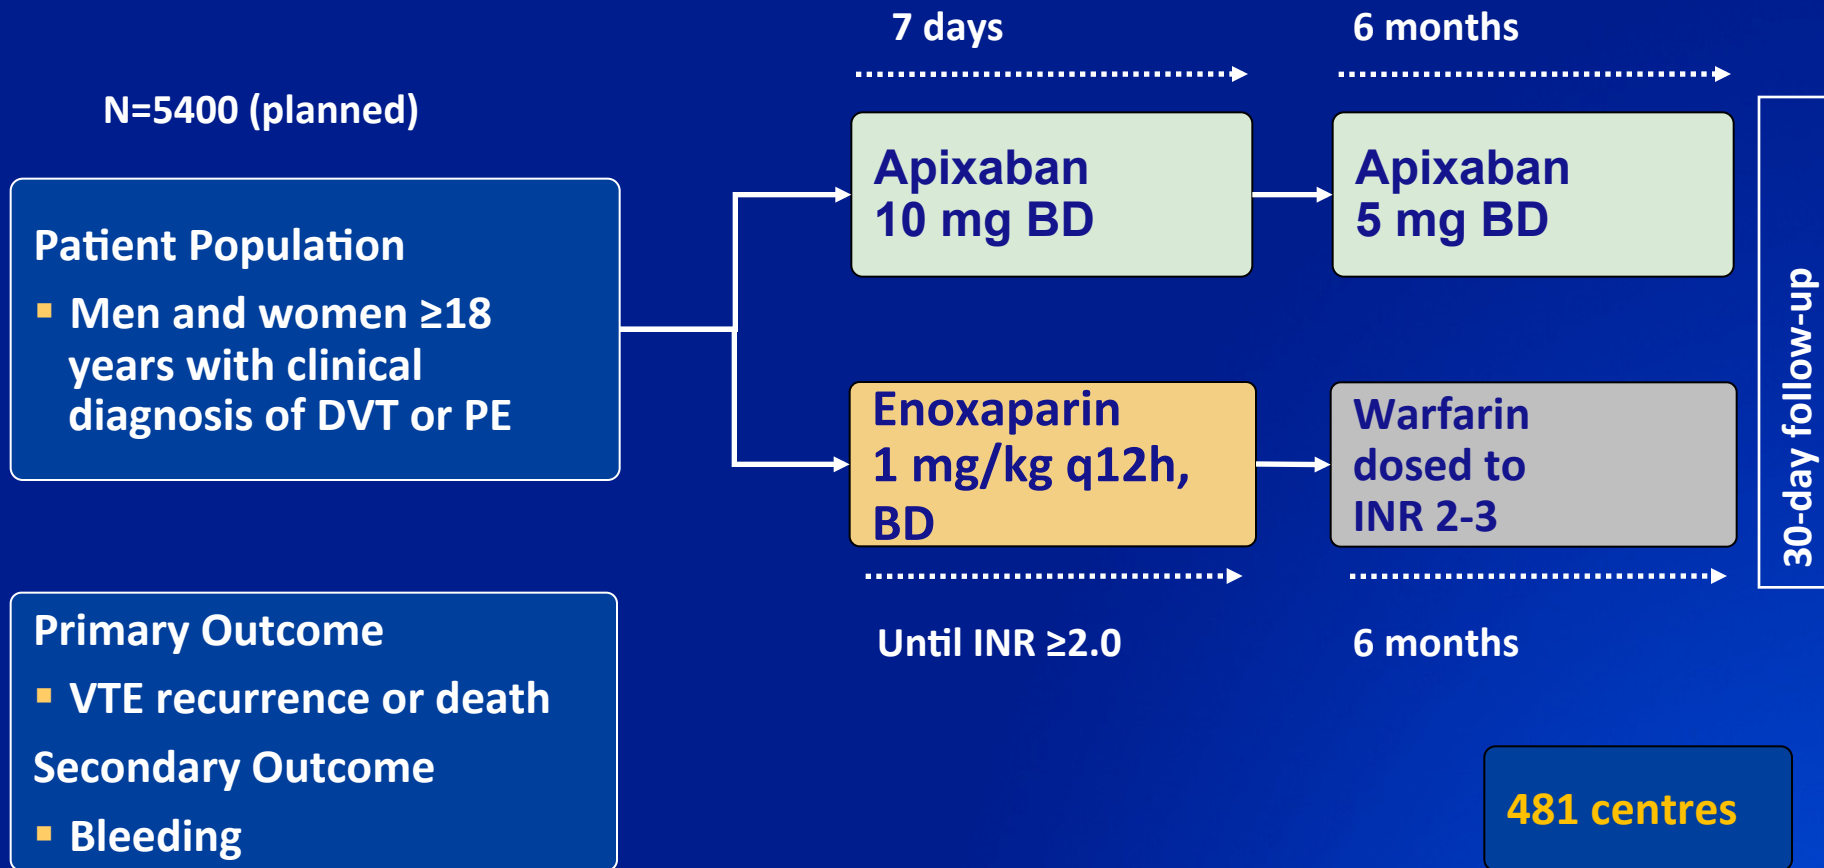 7 days
6 months
N=5400 (planned)
Patient Population
▪ Men and women ≥18
years with clinical
diagnosis of DVT or PE
Apixaban
10 mg BD
Apixaban
5 mg BD
Enoxaparin
1 mg/kg q12h,
BD
Warfarin
dosed to
INR 2-3
30-day follow-up
Until INR ≥2.0
6 months
Primary Outcome
▪ VTE recurrence or death
Secondary Outcome
▪ Bleeding
481 centres